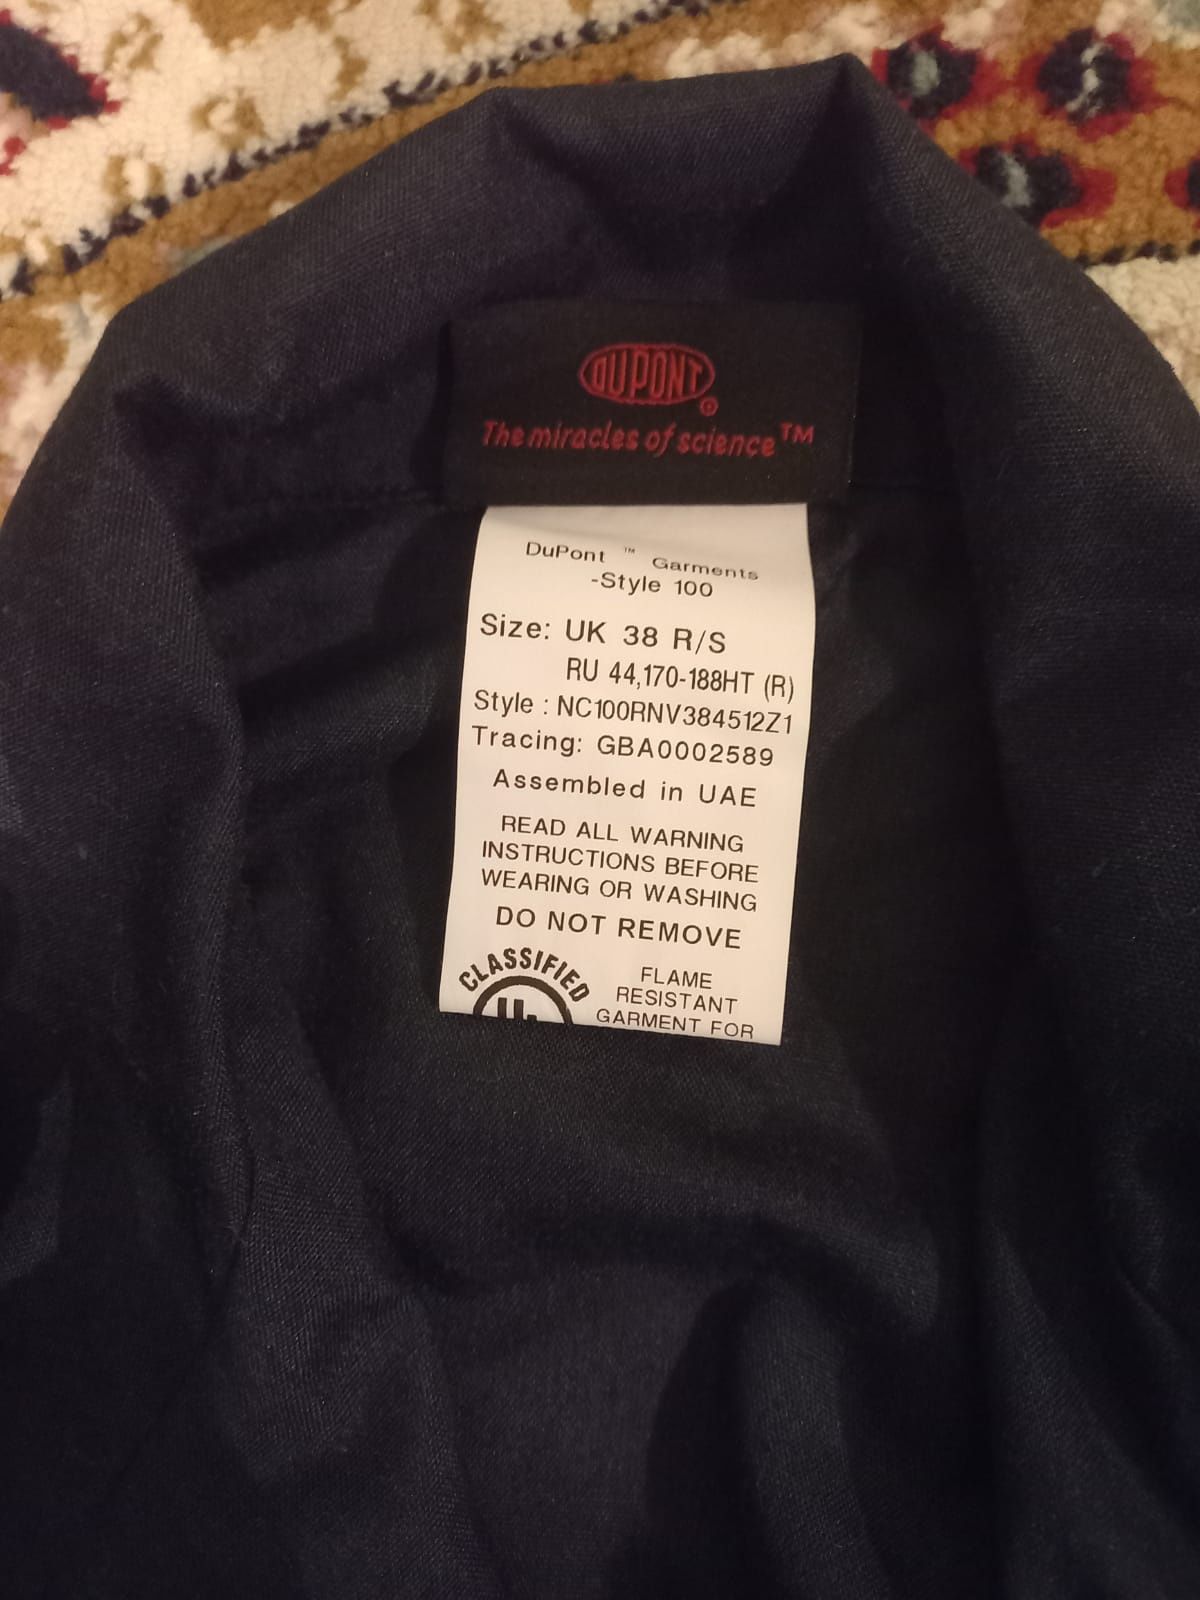 DUPONT
®
The miracles of science™
DuPont ™ Garments
-Style 100
Size: UK 38 R/S
RU 44,170-188HT (R)
Style : NC100RNV384512Z1
Tracing: GBA0002589
Assembled in UAE
READ ALL WARNING
INSTRUCTIONS BEFORE
WEARING OR WASHING
DO NOT REMOVE
CLASSIFIED
UL
FLAME
RESISTANT
GARMENT FOR